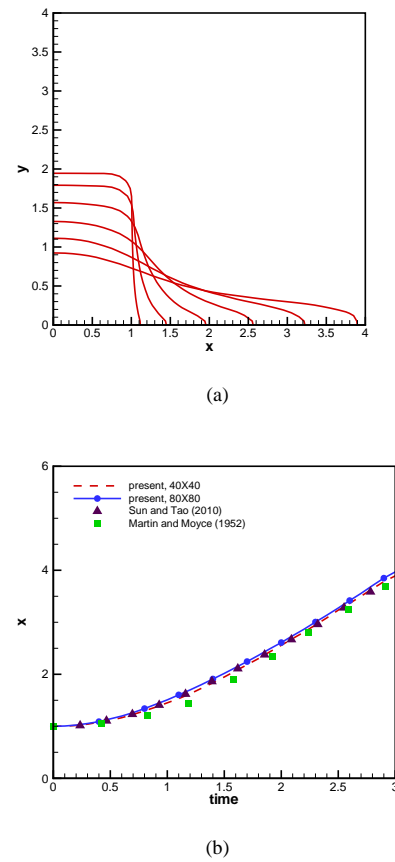 4
3.5
3
2.5
y
2
1.5
1
0.5
0
0 0.5 1 1.5 2 2.5 3 3.5 4
x
(a)
6
present, 40X40
present, 80X80
Sun and Tao (2010)
Martin and Moyce (1952)
4
x
2
0
0 0.5 1 1.5 2 2.5 3
time
(b)